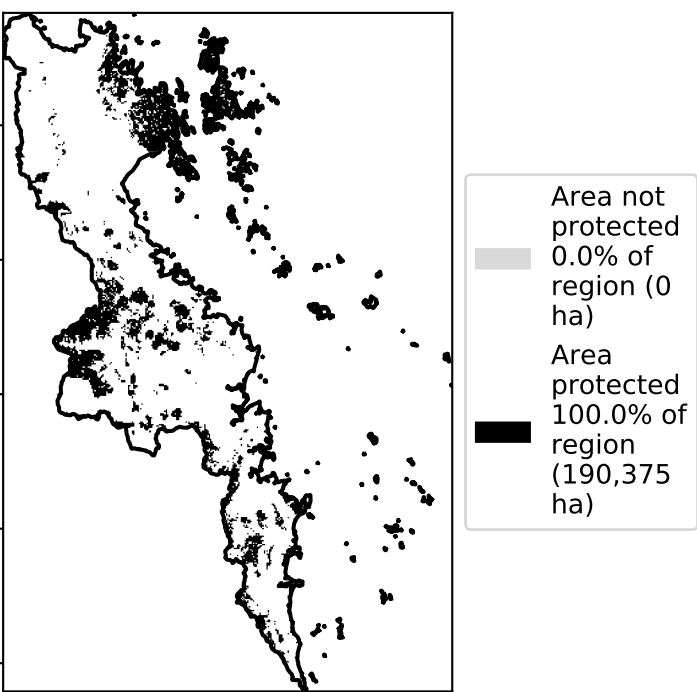 Area not
protected
0.0% of
region (0
ha)
Area
protected
100.0% of
region
(190,375
ha)